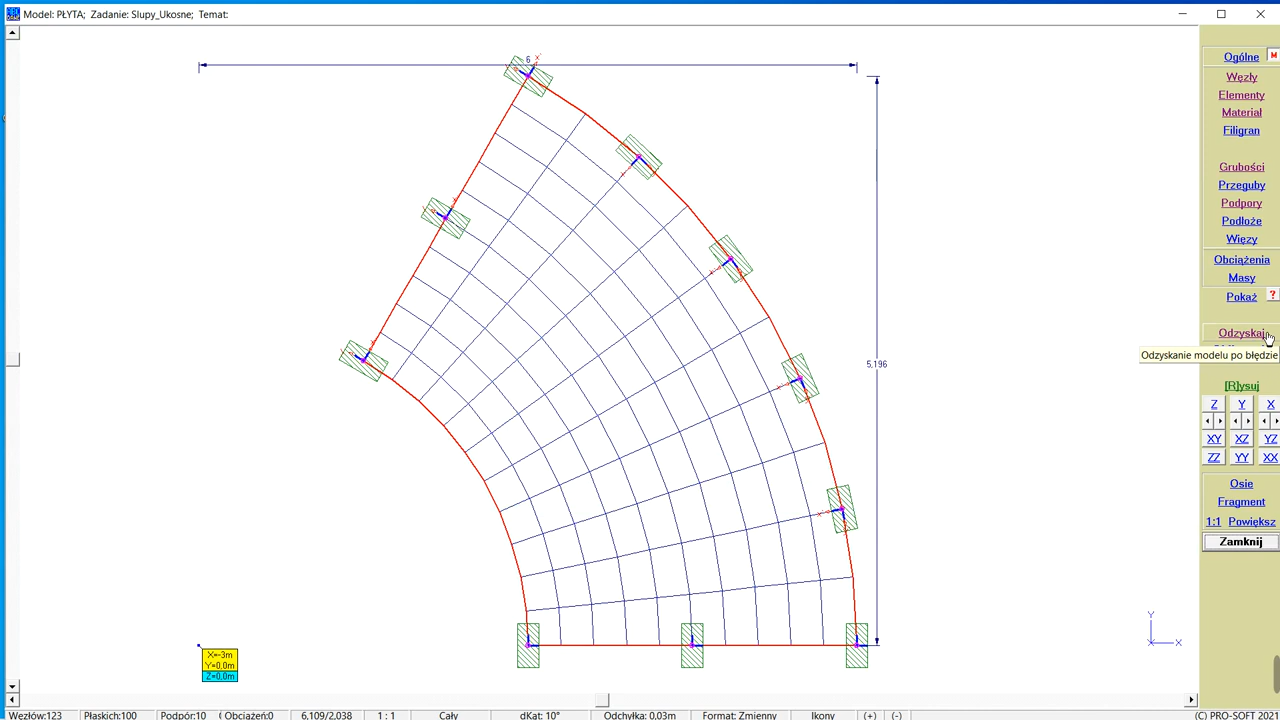 Model: PŁYTA; Zadanie: Slupy_Ukosne, Temat:
6
5,196
X=-3m
Y=0.0m
Z=0.0m
Y
X
Ogólne
M
Węzły
Elementy
Materiał
Filigran
Grubości
Przeguby
Podpory
Podłoże
Więzy
Obciążenia
Masy
Pokaż
?
Odzyskaj
Odzyskanie modelu po błędzie
[R]ysuj
Z Y X
XY XZ YZ
ZZ YY XX
Osie
Fragment
1:1 Powiększ
Zamknij
Węzłów:123 Płaskich:100 Podpór:10 Obciążeń:0 6,109/2,038 1 : 1 Cały dKąt: 10° Odchyłka: 0,03m Format: Zmienny Ikony (+) (-) (C) PRO-SOFT 2021